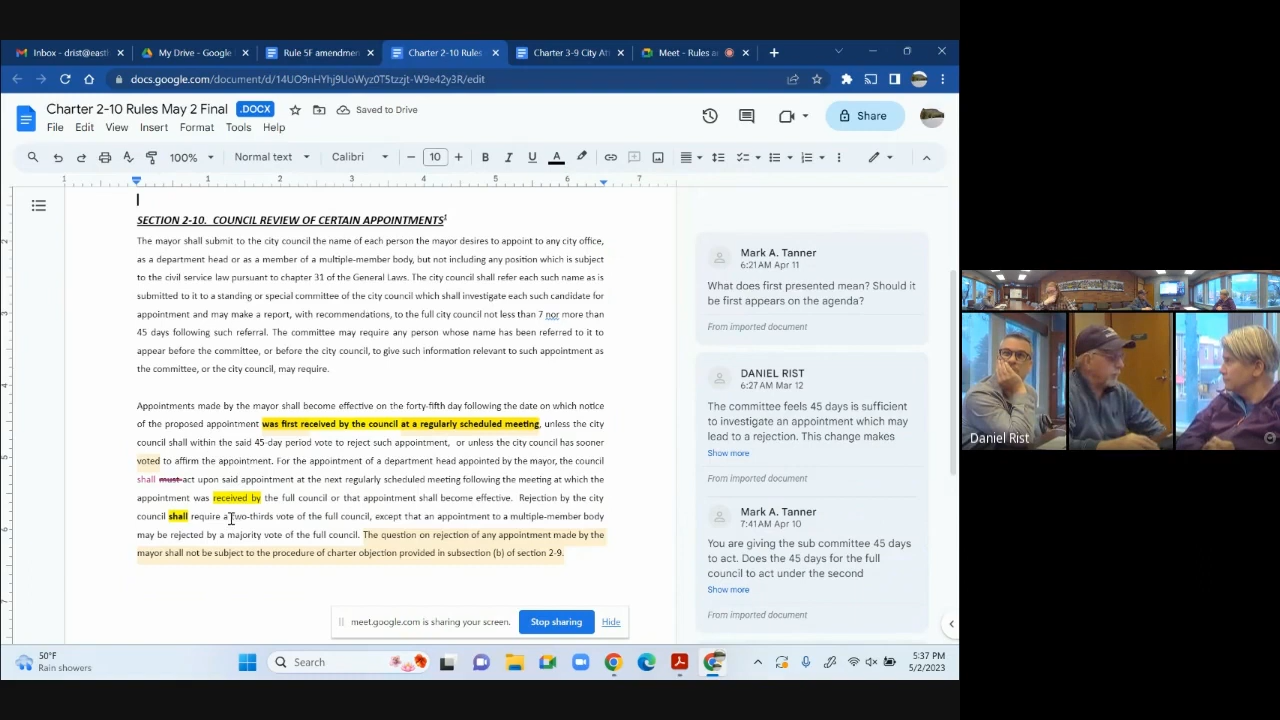 Inbox - drist@east
My Drive - Google
Rule 5F amendmen
Charter 2-10 Rules
Charter 3-9 City At
Meet - Rules a
docs.google.com/document/d/14UO9nHYhj9UoWyz0T5tzzjt-W9e42y3R/edit
Charter 2-10 Rules May 2 Final .DOCX
Saved to Drive
File Edit View Insert Format Tools Help
Share
100% Normal text Calibri 10
1 1 2 3 4 5 6 7
SECTION 2-10. COUNCIL REVIEW OF CERTAIN APPOINTMENTS1
The mayor shall submit to the city council the name of each person the mayor desires to appoint to any city office,
as a department head or as a member of a multiple-member body, but not including any position which is subject
to the civil service law pursuant to chapter 31 of the General Laws. The city council shall refer each such name as is
submitted to it to a standing or special committee of the city council which shall investigate each such candidate for
appointment and may make a report, with recommendations, to the full city council not less than 7 nor more than
45 days following such referral. The committee may require any person whose name has been referred to it to
appear before the committee, or before the city council, to give such information relevant to such appointment as
the committee, or the city council, may require.
Appointments made by the mayor shall become effective on the forty-fifth day following the date on which notice
of the proposed appointment was first received by the council at a regularly scheduled meeting, unless the city
council shall within the said 45-day period vote to reject such appointment, or unless the city council has sooner
voted to affirm the appointment. For the appointment of a department head appointed by the mayor, the council
shall must act upon said appointment at the next regularly scheduled meeting following the meeting at which the
appointment was received by the full council or that appointment shall become effective. Rejection by the city
council shall require a two-thirds vote of the full council, except that an appointment to a multiple-member body
may be rejected by a majority vote of the full council. The question on rejection of any appointment made by the
mayor shall not be subject to the procedure of charter objection provided in subsection (b) of section 2-9.
Mark A. Tanner
6:21 AM Apr 11
What does first presented mean? Should it
be first appears on the agenda?
From imported document
DANIEL RIST
6:27 AM Mar 12
The committee feels 45 days is sufficient
to investigate an appointment which may
lead to a rejection. This change makes
Show more
From imported document
Mark A. Tanner
7:41 AM Apr 10
You are giving the sub committee 45 days
to act. Does the 45 days for the full
council to act under the second
Show more
From imported document
meet.google.com is sharing your screen.
Stop sharing
Hide
50°F
Rain showers
Search
5:37 PM
5/2/2023
Daniel Rist